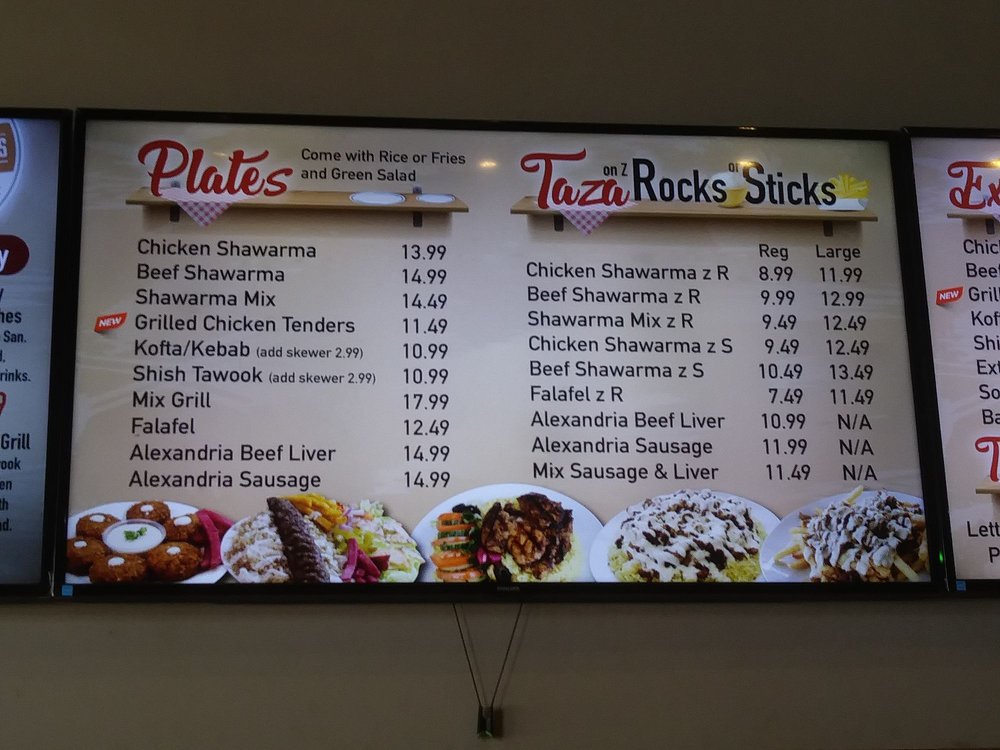 Plates
Come with Rice or Fries
and Green Salad
Chicken Shawarma 13.99
Beef Shawarma 14.99
Shawarma Mix 14.49
NEW Grilled Chicken Tenders 11.49
Kofta/Kebab (add skewer 2.99) 10.99
Shish Tawook (add skewer 2.99) 10.99
Mix Grill 17.99
Falafel 12.49
Alexandria Beef Liver 14.99
Alexandria Sausage 14.99
Taza on Z Rocks or Sticks
Reg Large
Chicken Shawarma z R 8.99 11.99
Beef Shawarma z R 9.99 12.99
Shawarma Mix z R 9.49 12.49
Chicken Shawarma z S 9.49 12.49
Beef Shawarma z S 10.49 13.49
Falafel z R 7.49 11.49
Alexandria Beef Liver 10.99 N/A
Alexandria Sausage 11.99 N/A
Mix Sausage & Liver 11.49 N/A
San.
Grill
NEW